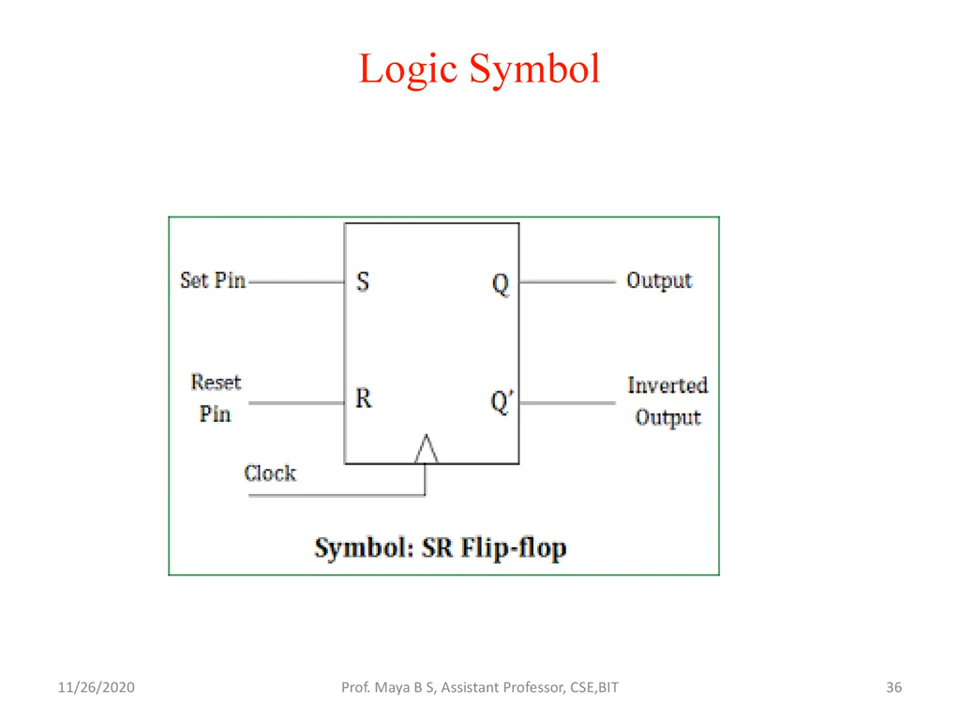 Logic Symbol
Set Pin
S
Q
Output
Reset
Pin
R
Q'
Inverted
Output
Clock
Symbol: SR Flip-flop
11/26/2020
Prof. Maya B S, Assistant Professor, CSE,BIT
36